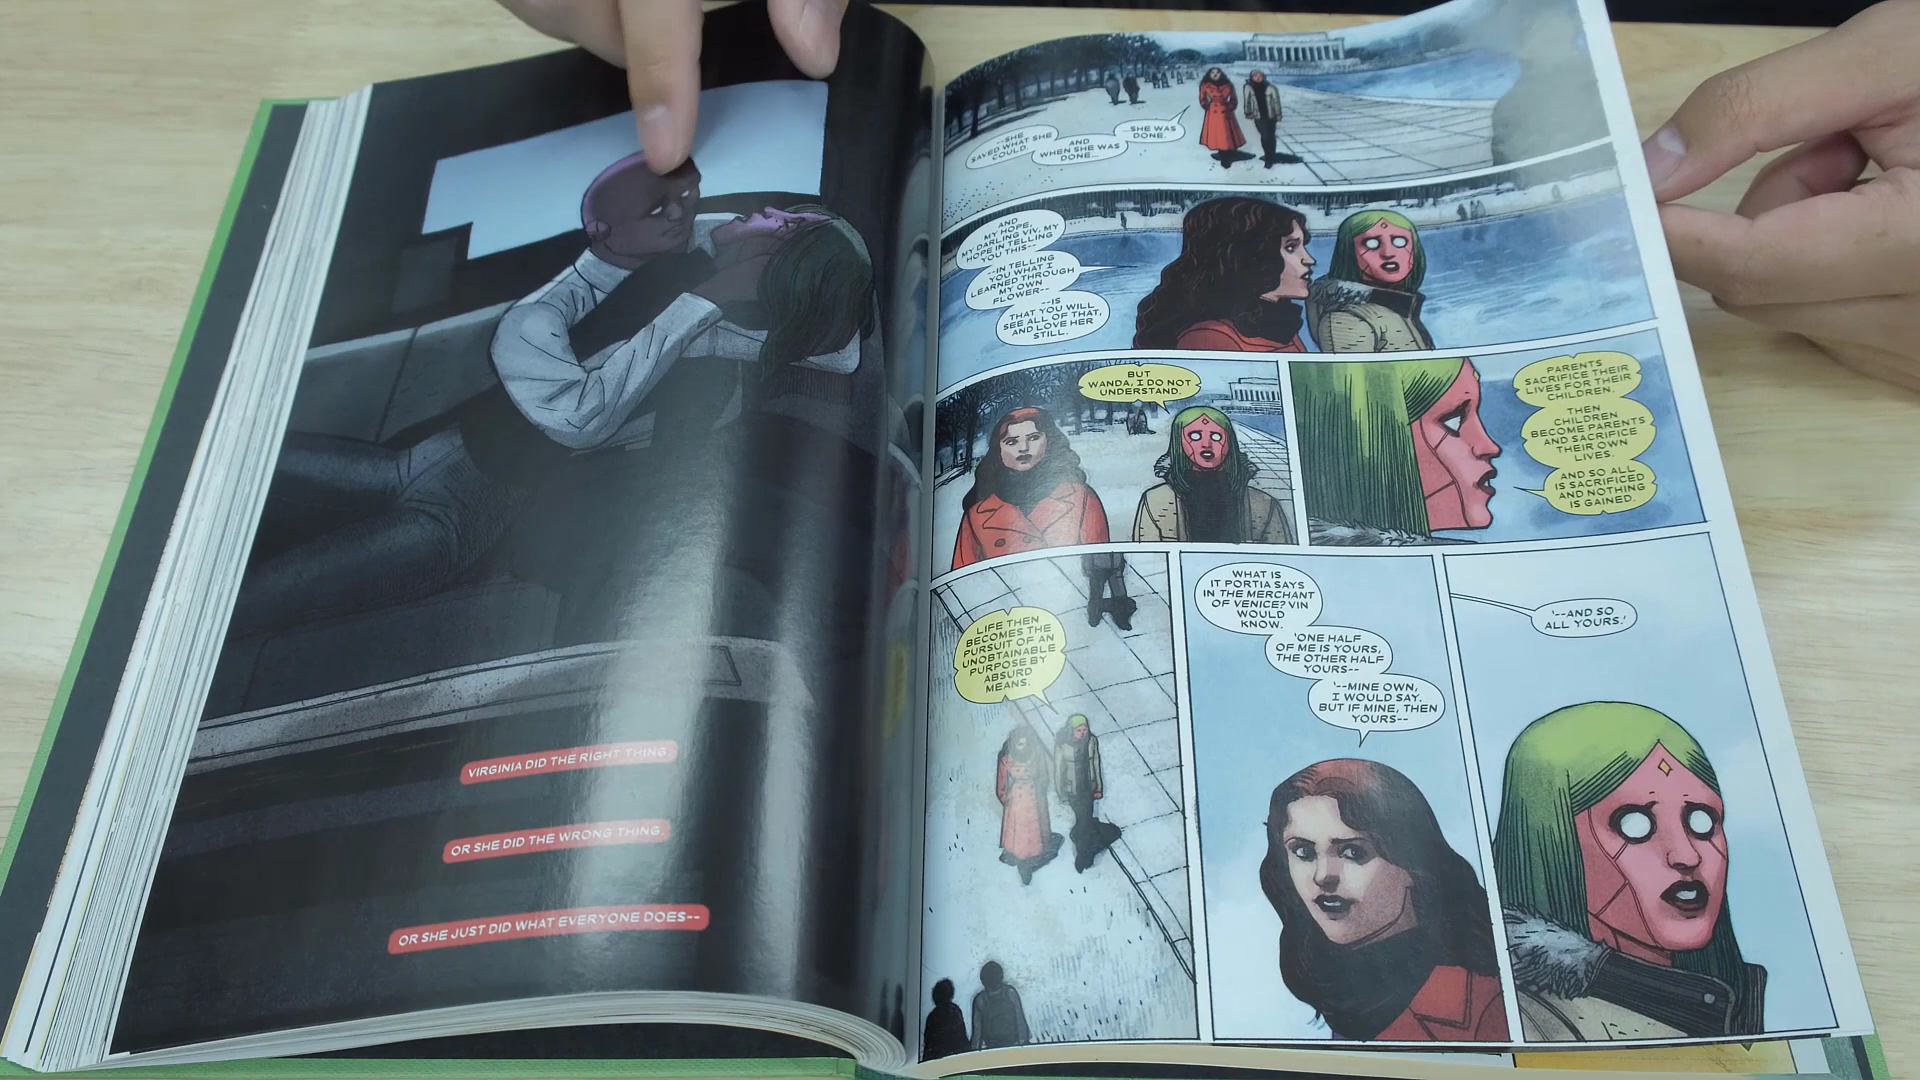 VIRGINIA DID THE RIGHT THING.
OR SHE DID THE WRONG THING.
OR SHE JUST DID WHAT EVERYONE DOES--
--SHE
SAVED WHAT SHE
COULD.
AND
WHEN SHE WAS
DONE...
...SHE WAS
DONE.
AND
MY HOPE,
MY DARLING VIV, MY
HOPE IN TELLING
YOU THIS--
--IN TELLING
YOU WHAT I
LEARNED THROUGH
MY OWN
FLOWER--
--IS
THAT YOU WILL
SEE ALL OF THAT,
AND LOVE HER
STILL.
BUT
WANDA, I DO NOT
UNDERSTAND.
PARENTS
SACRIFICE THEIR
LIVES FOR THEIR
CHILDREN.
THEN
CHILDREN
BECOME PARENTS
AND SACRIFICE
THEIR OWN
LIVES.
AND SO ALL
IS SACRIFICED
AND NOTHING
IS GAINED.
LIFE THEN
BECOMES THE
PURSUIT OF AN
UNOBTAINABLE
PURPOSE BY
ABSURD
MEANS.
WHAT IS
IT PORTIA SAYS
IN THE MERCHANT
OF VENICE? VIN
WOULD
KNOW.
'ONE HALF
OF ME IS YOURS,
THE OTHER HALF
YOURS--
'--MINE OWN,
I WOULD SAY.
BUT IF MINE, THEN
YOURS--
'--AND SO
ALL YOURS.'